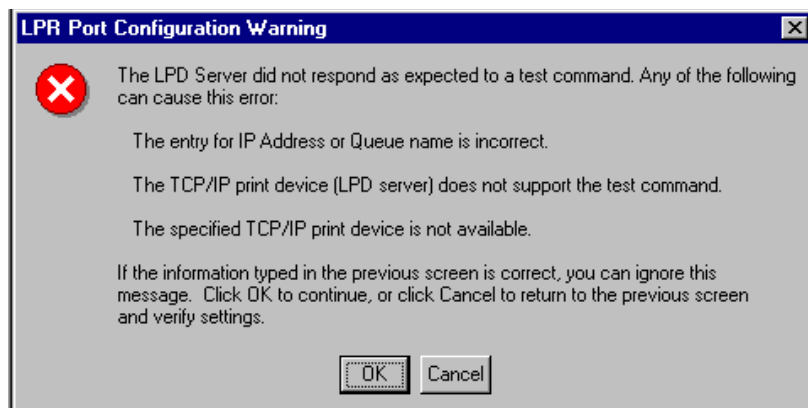 LPR Port Configuration Warning
The LPD Server did not respond as expected to a test command. Any of the following
can cause this error:
The entry for IP Address or Queue name is incorrect.
The TCP/IP print device (LPD server) does not support the test command.
The specified TCP/IP print device is not available.
If the information typed in the previous screen is correct, you can ignore this
message. Click OK to continue, or click Cancel to return to the previous screen
and verify settings.
OK
Cancel